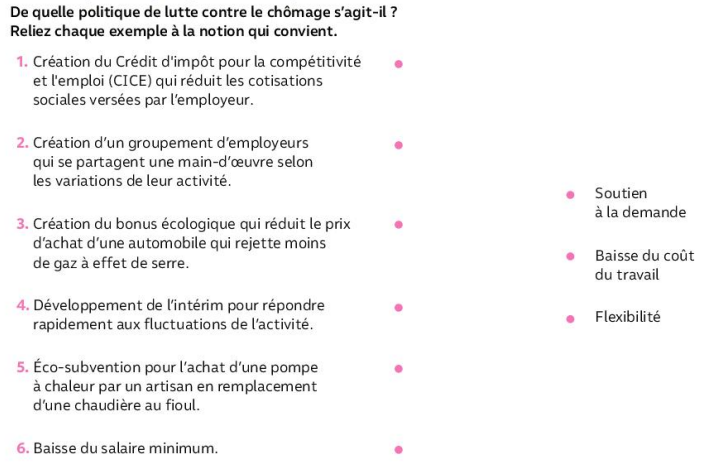 De quelle politique de lutte contre le chômage s'agit-il ?
Reliez chaque exemple à la notion qui convient.
1. Création du Crédit d'impôt pour la compétitivité
et l'emploi (CICE) qui réduit les cotisations
sociales versées par l'employeur.
2. Création d'un groupement d'employeurs
qui se partagent une main-d'œuvre selon
les variations de leur activité.
3. Création du bonus écologique qui réduit le prix
d'achat d'une automobile qui rejette moins
de gaz à effet de serre.
4. Développement de l'intérim pour répondre
rapidement aux fluctuations de l'activité.
5. Éco-subvention pour l'achat d'une pompe
à chaleur par un artisan en remplacement
d'une chaudière au fioul.
6. Baisse du salaire minimum.
Soutien
à la demande
Baisse du coût
du travail
Flexibilité